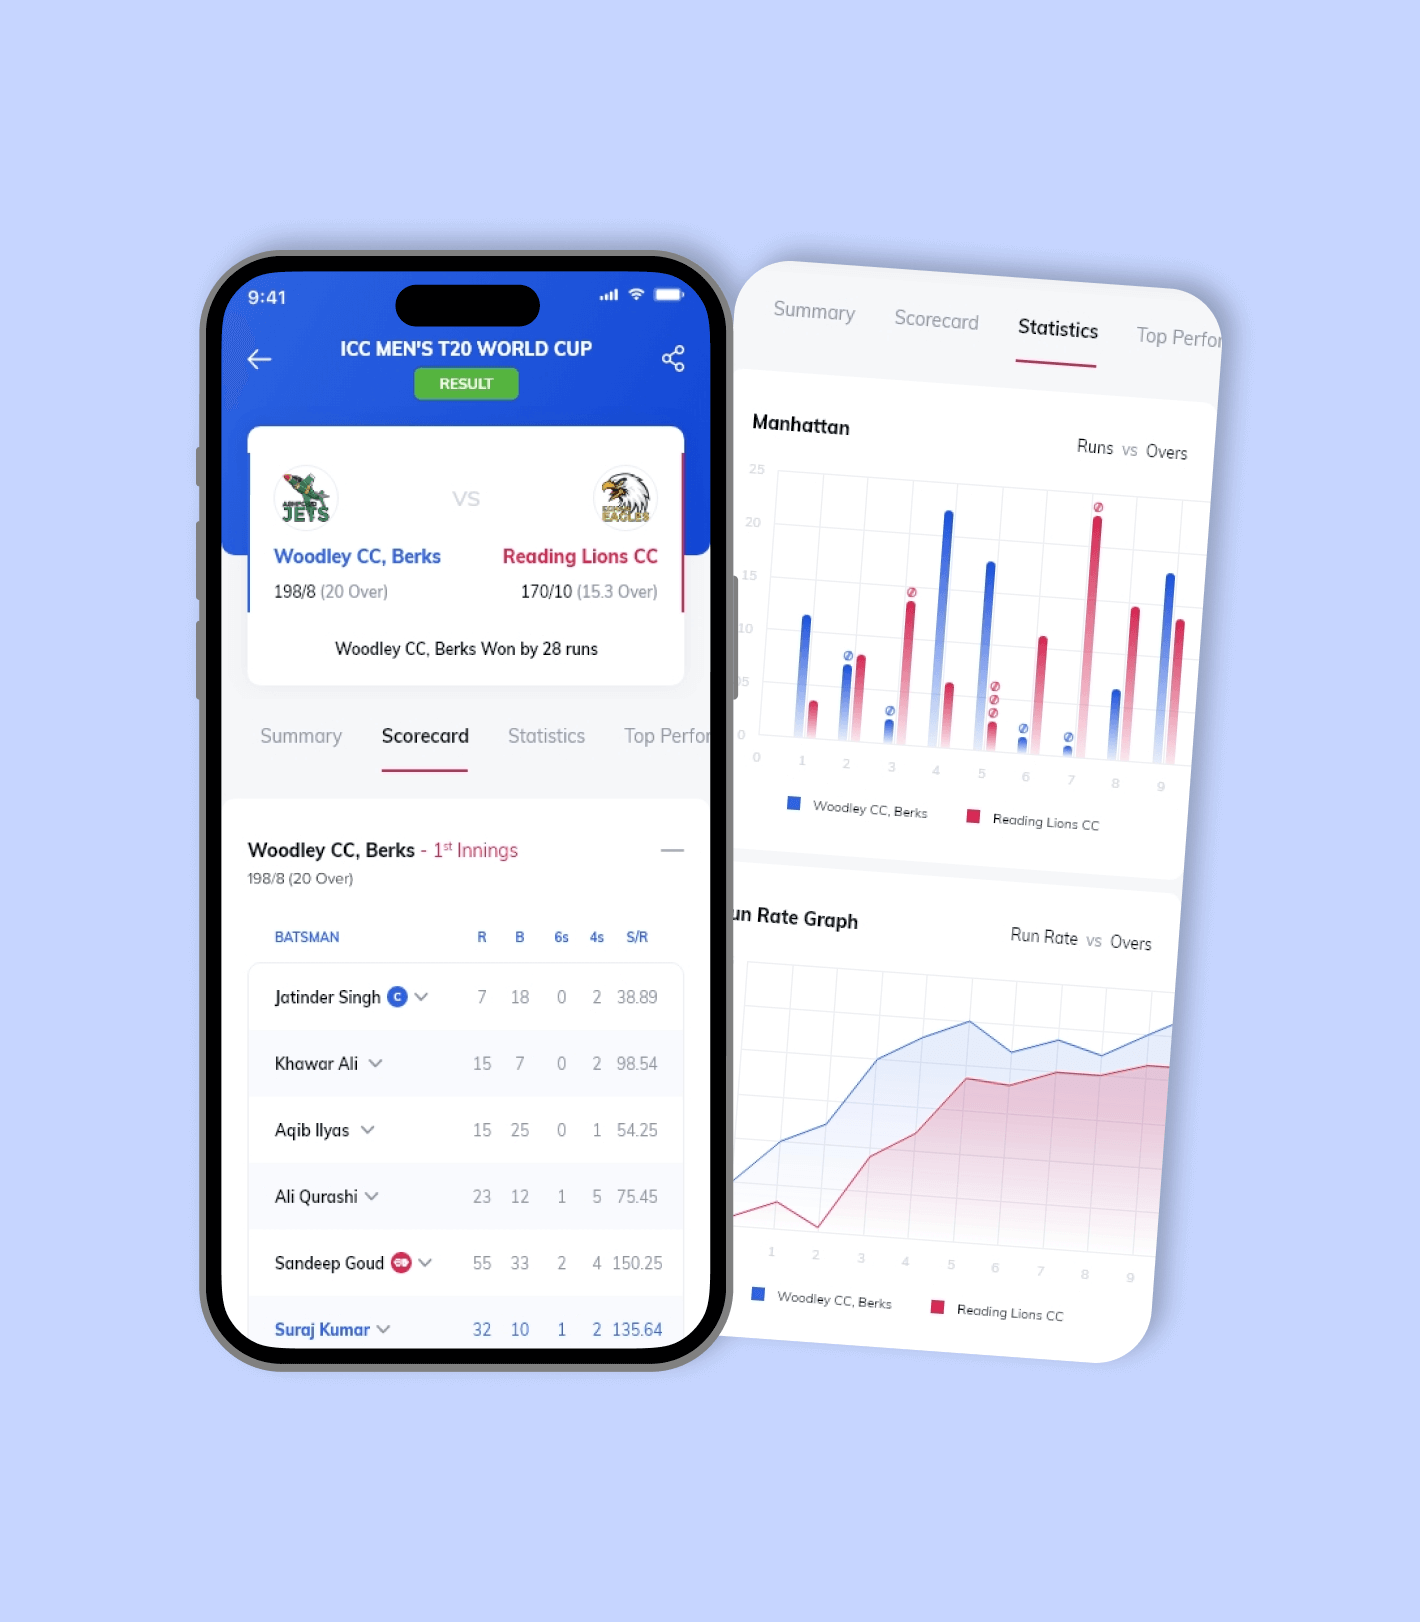 9:41
ICC MEN'S T20 WORLD CUP
RESULT
JETS
VS
EAGLES
Woodley CC, Berks
Reading Lions CC
198/8 (20 Over)
170/10 (15.3 Over)
Woodley CC, Berks Won by 28 runs
Summary Scorecard Statistics Top Perfor
Woodley CC, Berks - 1st Innings
198/8 (20 Over)
BATSMAN R B 6s 4s S/R
Jatinder Singh C 7 18 0 2 38.89
Khawar Ali 15 7 0 2 98.54
Aqib Ilyas 15 25 0 1 54.25
Ali Qurashi 23 12 1 5 75.45
Sandeep Goud 55 33 2 4 150.25
Suraj Kumar 32 10 1 2 135.64
Summary Scorecard Statistics Top Perfor
Manhattan
Runs vs Overs
25
20
15
10
05
0
0 1 2 3 4 5 6 7 8 9
Woodley CC, Berks Reading Lions CC
un Rate Graph
Run Rate vs Overs
1 2 3 4 5 6 7 8 9
Woodley CC, Berks Reading Lions CC